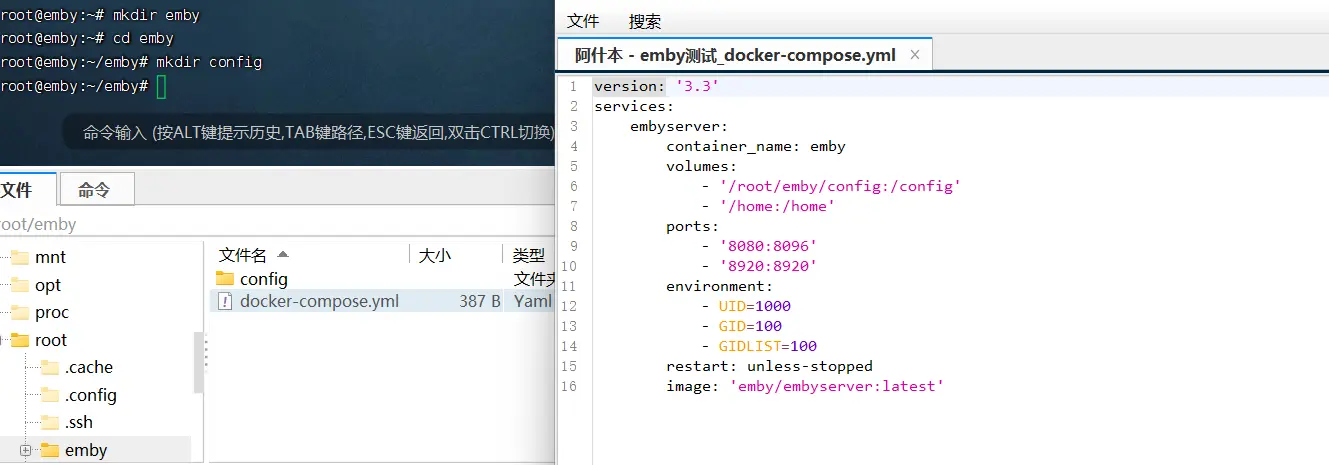 root@emby:~# mkdir emby
root@emby:~# cd emby
root@emby:~/emby# mkdir config
root@emby:~/emby#
命令输入 (按ALT键提示历史,TAB键路径,ESC键返回,双击CTRL切换)
文件
命令
root/emby
mnt
opt
proc
root
.cache
.config
.ssh
emby
文件名
大小
类型
config
文件夹
docker-compose.yml
387 B
Yaml
文件
搜索
阿什本 - emby测试_docker-compose.yml ×
1 version: '3.3'
2 services:
3 embyserver:
4 container_name: emby
5 volumes:
6 - '/root/emby/config:/config'
7 - '/home:/home'
8 ports:
9 - '8080:8096'
10 - '8920:8920'
11 environment:
12 - UID=1000
13 - GID=100
14 - GIDLIST=100
15 restart: unless-stopped
16 image: 'emby/embyserver:latest'